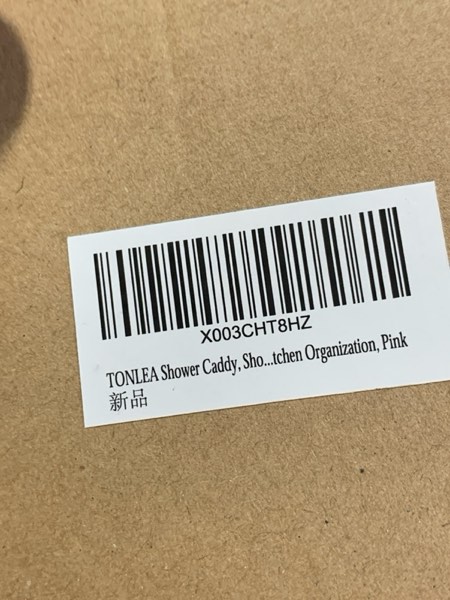 X003CHT8HZ
TONLEA Shower Caddy, Sho...tchen Organization, Pink
新品